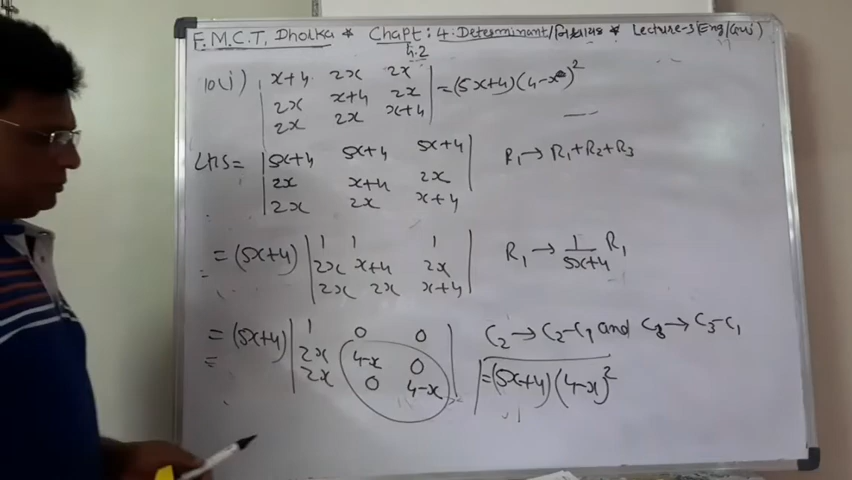 F.M.C.T. Dholka * Chapt: 4. Determinant / * Lecture-3 (Eng/Guj)
4.2
10(i) | x+4 2x 2x | = (5x+4) (4-x)²
| 2x x+4 2x |
| 2x 2x x+4 |
LHS = | 5x+4 5x+4 5x+4 | R₁ → R₁+R₂+R₃
| 2x x+4 2x |
| 2x 2x x+4 |
= (5x+4) | 1 1 1 | R₁ → 1/5x+4 R₁
| 2x x+4 2x |
| 2x 2x x+4 |
= (5x+4) | 1 0 0 | C₂ → C₂-C₁ and C₃ → C₃-C₁
| 2x 4-x 0 |
| 2x 0 4-x |
= (5x+4) (4-x)²